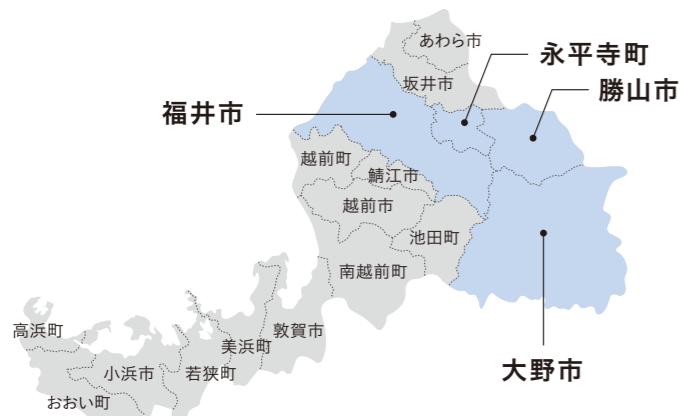 あわら市
永平寺町
坂井市
勝山市
福井市
越前町
鯖江市
越前市
池田町
南越前町
高浜町
美浜町
敦賀市
小浜市
若狭町
大野市
おおい町